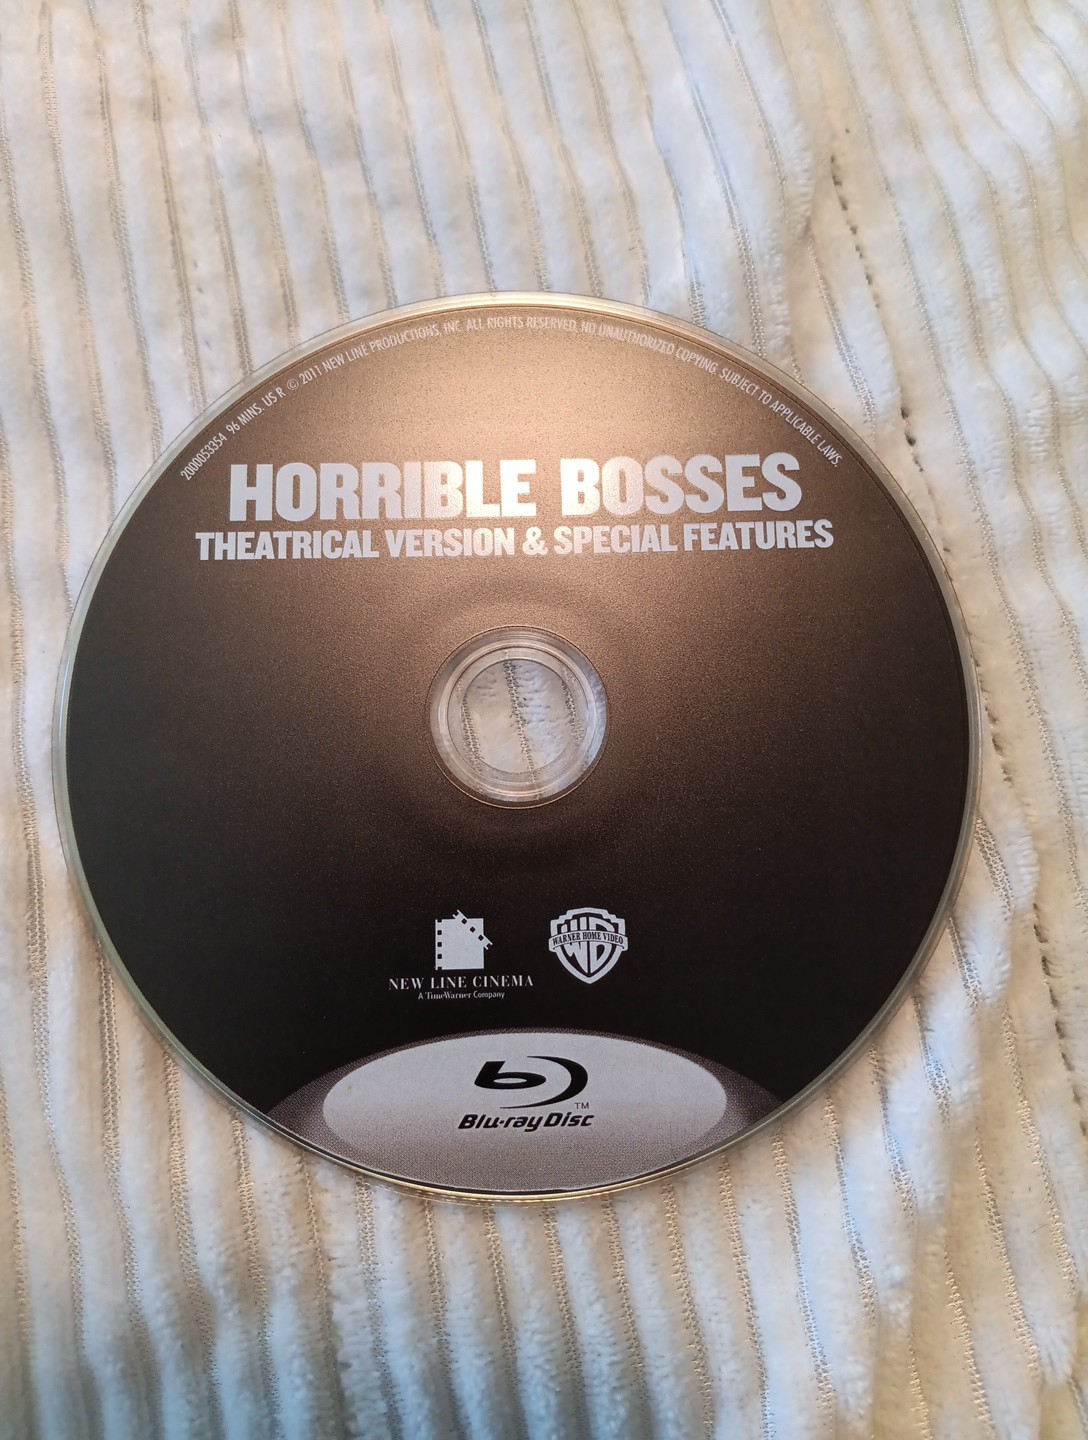 2000053354 96 MINS. US R © 2011 NEW LINE PRODUCTIONS, INC. ALL RIGHTS RESERVED. NO UNAUTHORIZED COPYING. SUBJECT TO APPLICABLE LAWS.
HORRIBLE BOSSES
THEATRICAL VERSION & SPECIAL FEATURES
NEW LINE CINEMA
A TimeWarner Company
WB
WARNER HOME VIDEO
b
TM
Blu-ray Disc